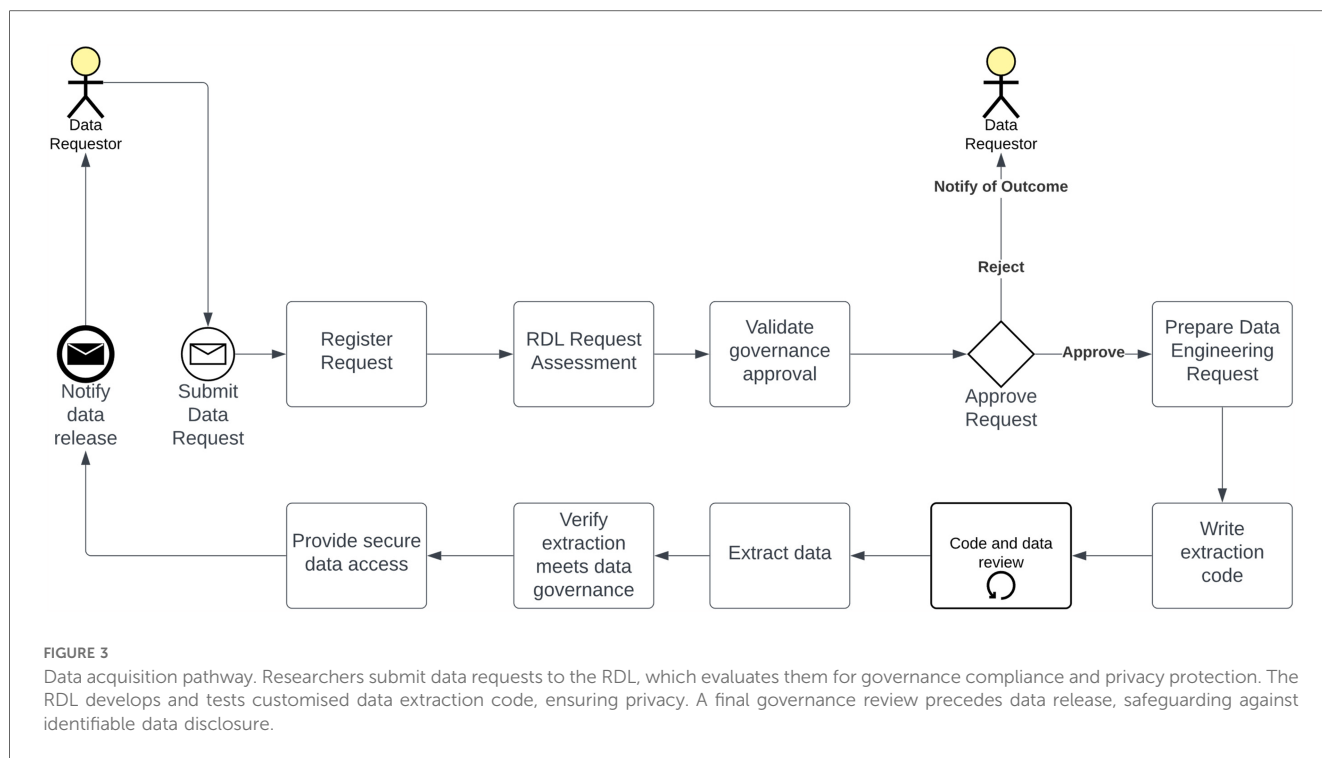 Data
Requestor
Data
Requestor
Notify of Outcome
Reject
Register
Request
RDL Request
Assessment
Validate
governance
approval
Approve
Prepare Data
Engineering
Request
Notify
data
release
Submit
Data
Request
Approve
Request
Provide secure
data access
Verify
extraction
meets data
governance
Extract data
Code and data
review
Write
extraction
code
FIGURE 3
Data acquisition pathway. Researchers submit data requests to the RDL, which evaluates them for governance compliance and privacy protection. The
RDL develops and tests customised data extraction code, ensuring privacy. A final governance review precedes data release, safeguarding against
identifiable data disclosure.